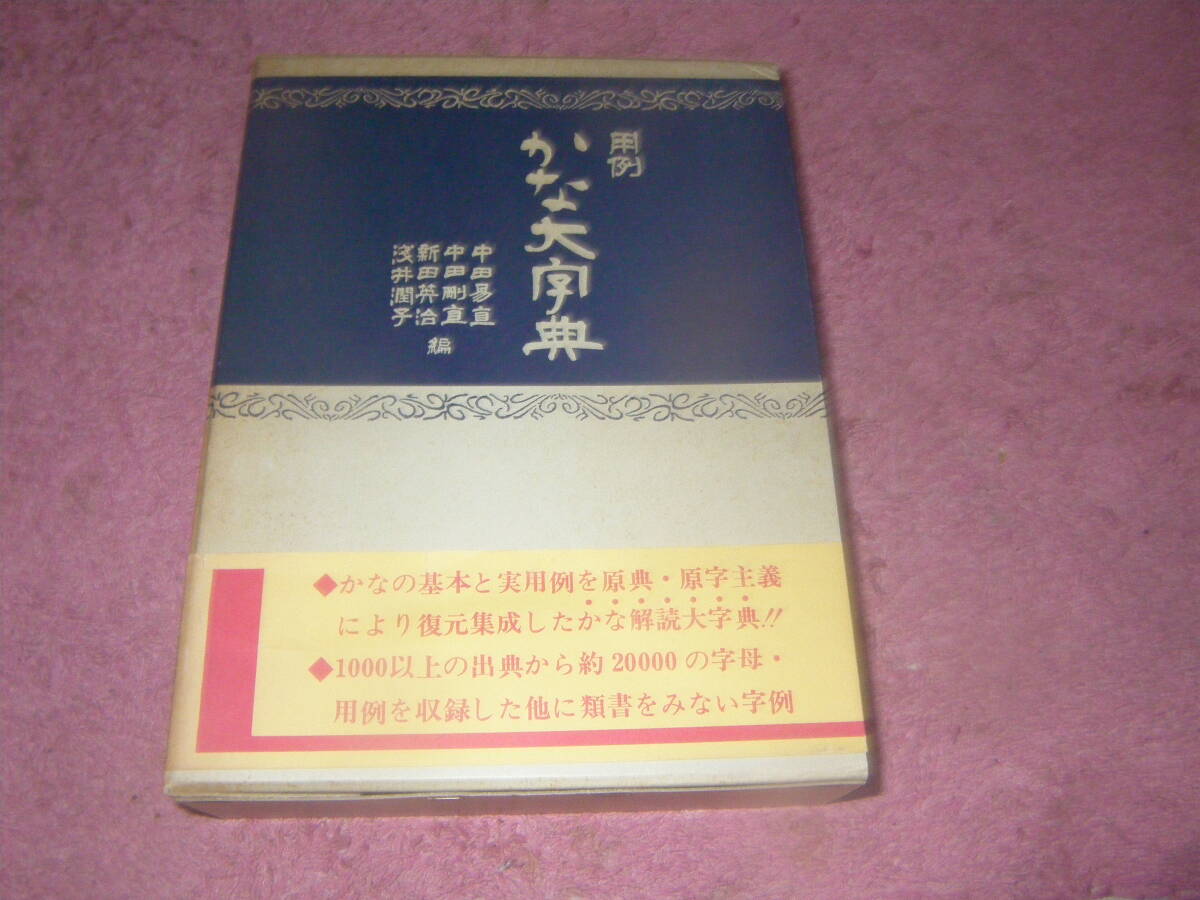 用例
かな大字典
中田易直
中田剛直
新田英治
浅井潤子
編
◆かなの基本と実用例を原典・原字主義
により復元集成したかな解読大字典!!
◆1000以上の出典から約20000の字母・
用例を収録した他に類書をみない字例